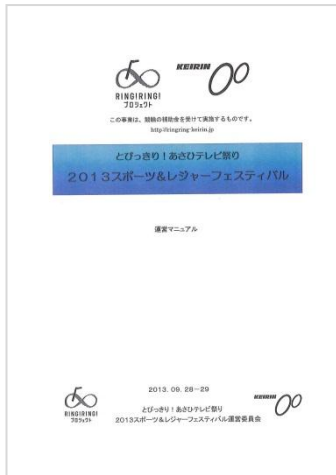 KEIRIN
RING!RING!
プロジェクト
この事業は、競輪の補助金を受けて実施するものです。
http://ringring-keirin.jp
とびっきり!あさひテレビ祭り
2013スポーツ&レジャーフェスティバル
運営マニュアル
2013. 09. 28−29
とびっきり!あさひテレビ祭り
2013スポーツ&レジャーフェスティバル運営委員会
RING!RING!
プロジェクト
KEIRIN